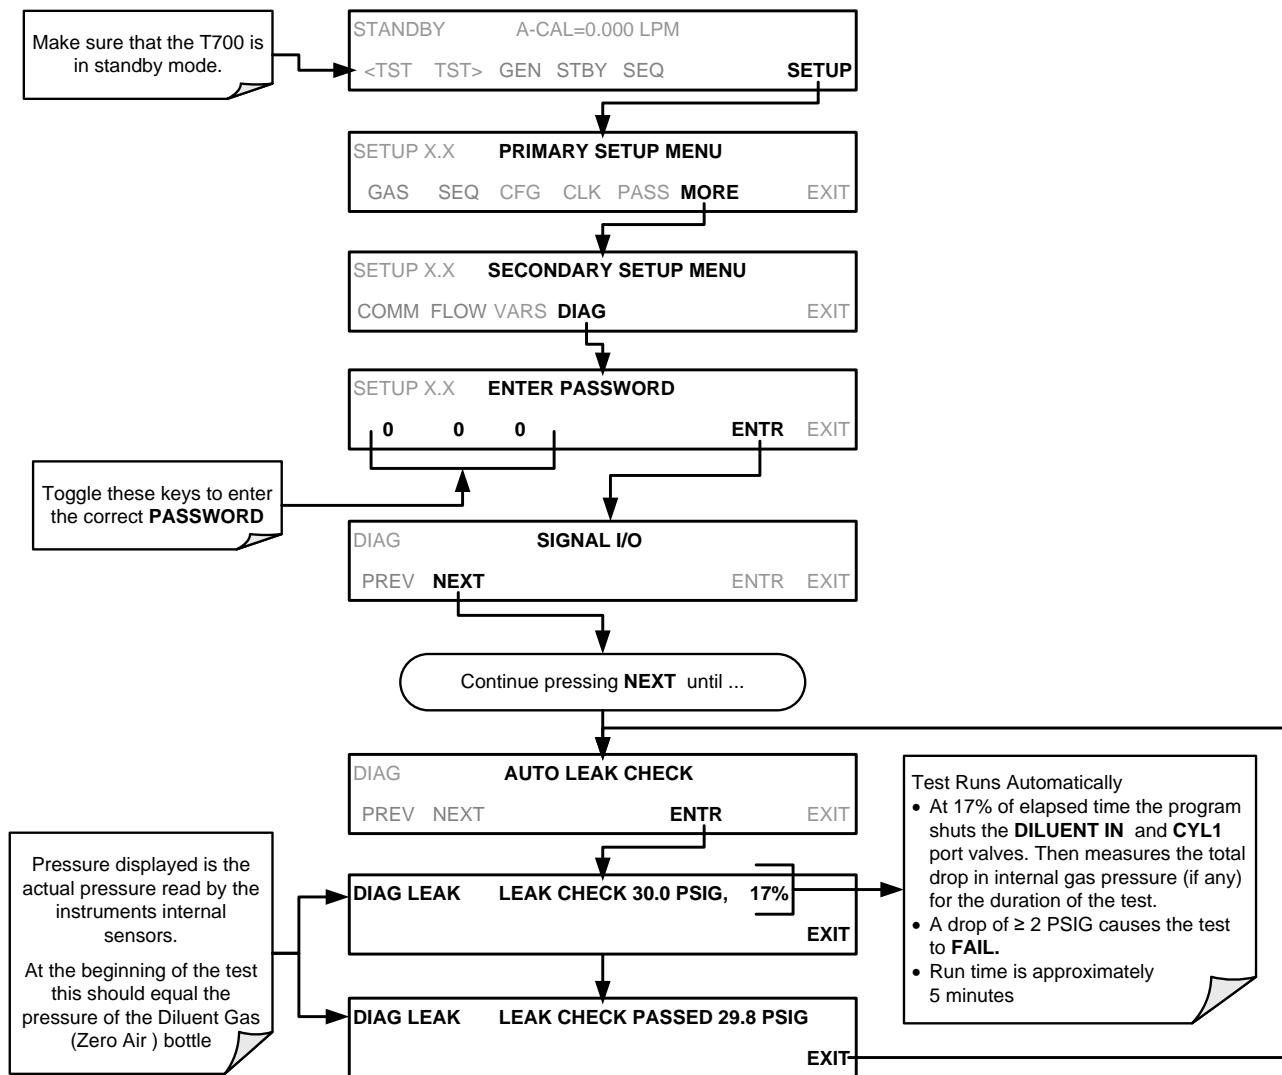 Make sure that the T700 is
in standby mode.
STANDBY A-CAL=0.000 LPM
<TST TST> GEN STBY SEQ SETUP
SETUP X.X PRIMARY SETUP MENU
GAS SEQ CFG CLK PASS MORE EXIT
SETUP X.X SECONDARY SETUP MENU
COMM FLOW VARS DIAG EXIT
SETUP X.X ENTER PASSWORD
0 0 0 ENTR EXIT
Toggle these keys to enter
the correct PASSWORD
DIAG SIGNAL I/O
PREV NEXT ENTR EXIT
Continue pressing NEXT until ...
DIAG AUTO LEAK CHECK
PREV NEXT ENTR EXIT
Pressure displayed is the
actual pressure read by the
instruments internal
sensors.
At the beginning of the test
this should equal the
pressure of the Diluent Gas
(Zero Air ) bottle
DIAG LEAK LEAK CHECK 30.0 PSIG, 17%
EXIT
Test Runs Automatically
• At 17% of elapsed time the program
shuts the DILUENT IN and CYL1
port valves. Then measures the total
drop in internal gas pressure (if any)
for the duration of the test.
• A drop of ≥ 2 PSIG causes the test
to FAIL.
• Run time is approximately
5 minutes
DIAG LEAK LEAK CHECK PASSED 29.8 PSIG
EXIT